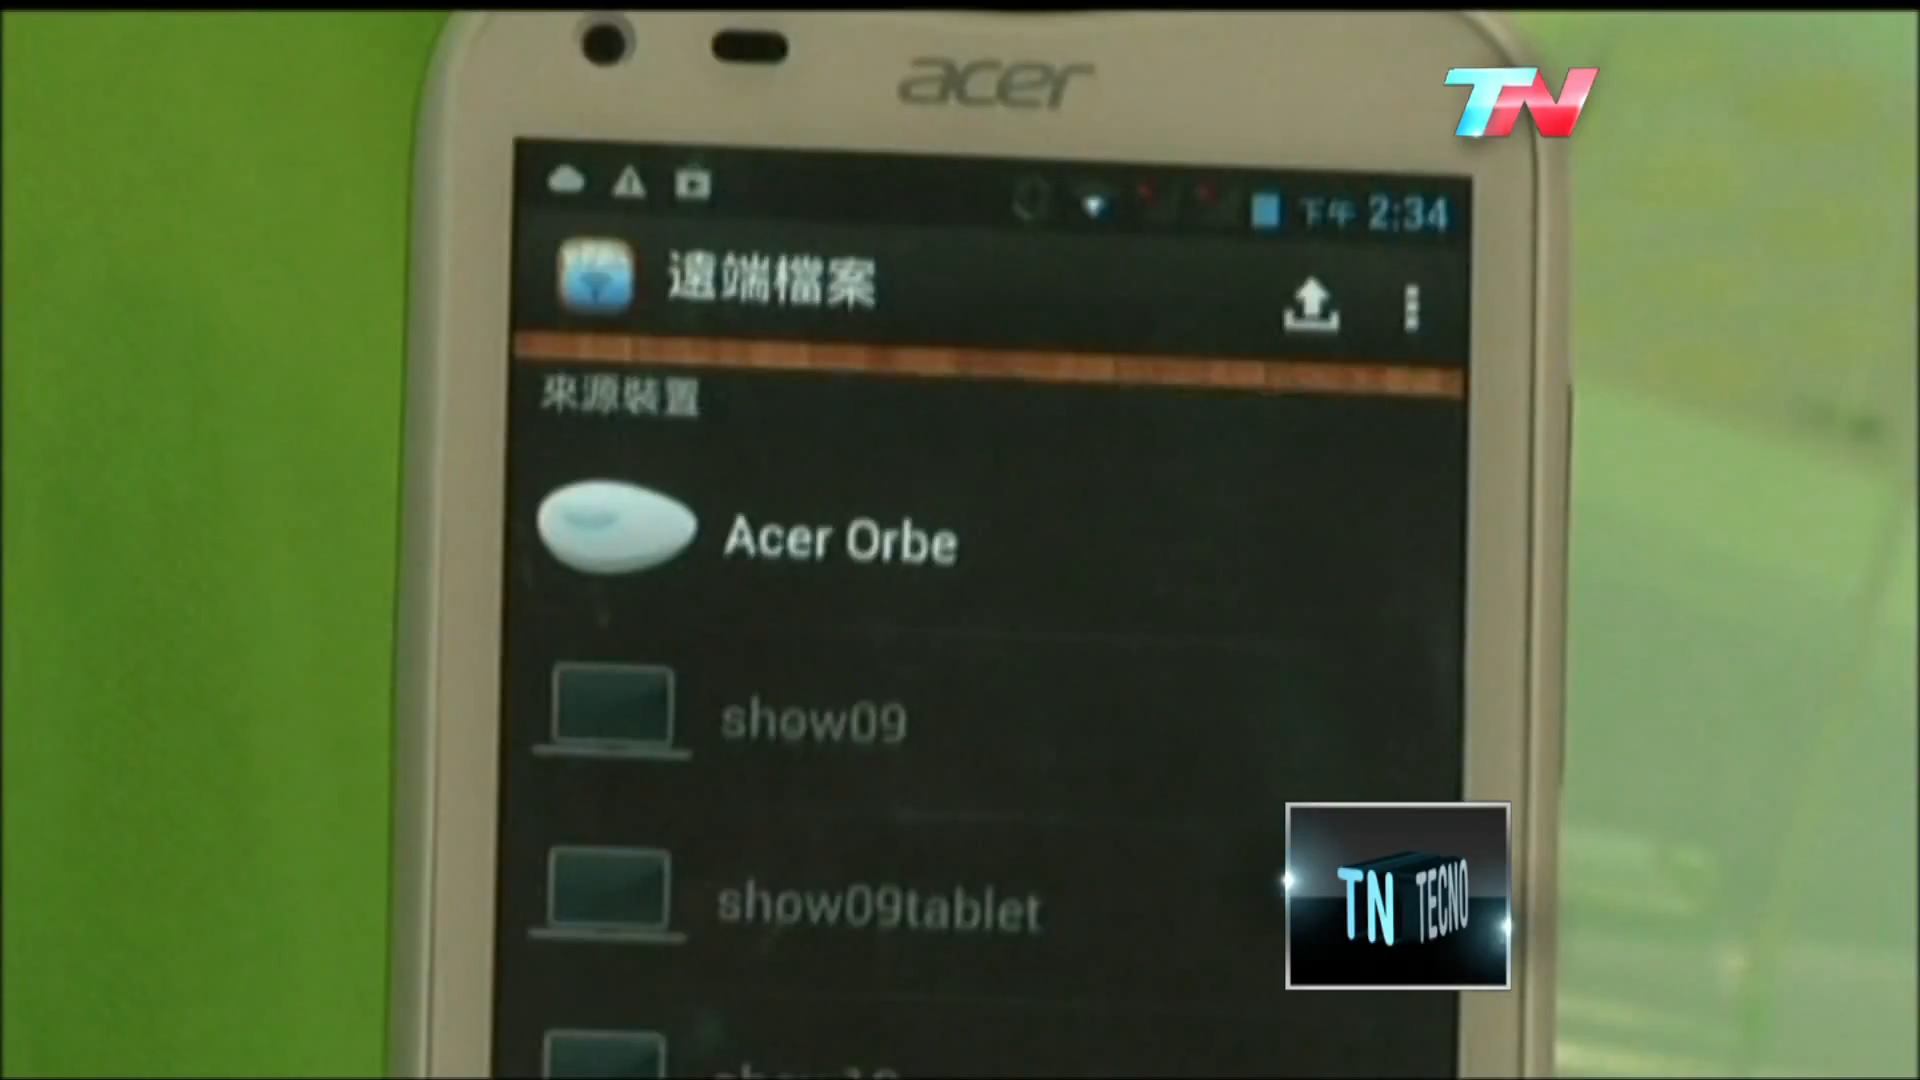 acer
TN
下午 2:34
遠端檔案
來源裝置
Acer Orbe
show09
show09tablet
TN TECNO